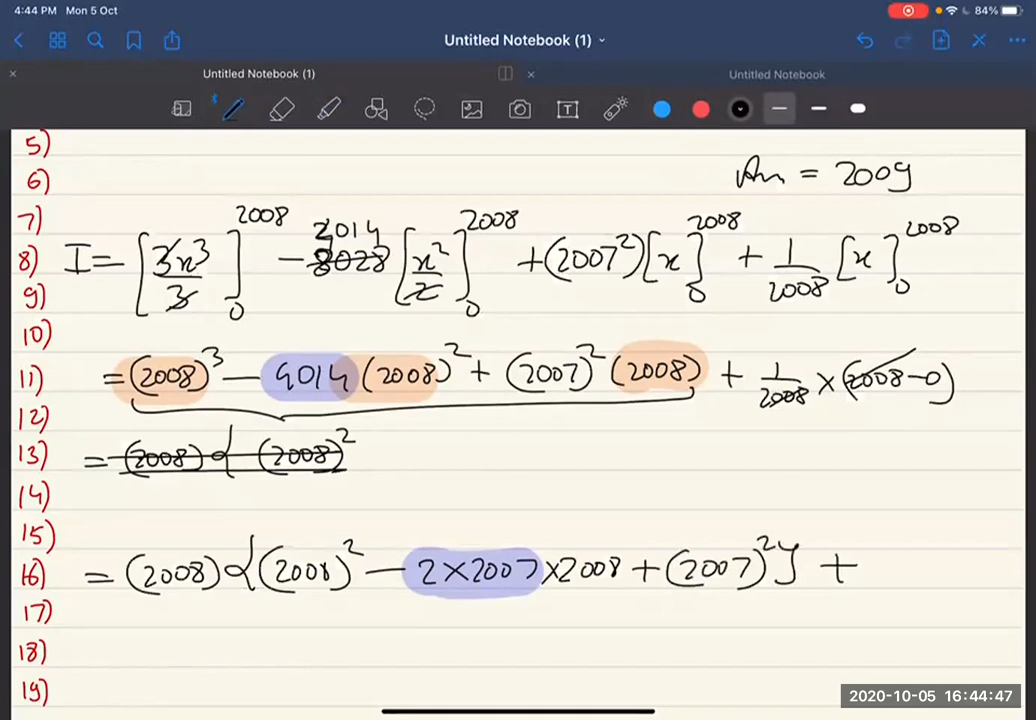 4:44 PM Mon 5 Oct 84%
Untitled Notebook (1)
Untitled Notebook (1) Untitled Notebook
5)
6) Ans = 2009
7)
8) I = [3x³/3]₀²⁰⁰⁸ - 8028 4014 [x²/2]₀²⁰⁰⁸ + (2007²) [x]₀²⁰⁰⁸ + 1/2008 [x]₀²⁰⁰⁸
9)
10)
11) = (2008)³ - 4014 (2008)² + (2007)² (2008) + 1/2008 × (2008 - 0)
12)
13) = (2008) { (2008)²
14)
15)
16) = (2008) { (2008)² - 2 × 2007 × 2008 + (2007)² } +
17)
18)
19)
2020-10-05 16:44:47